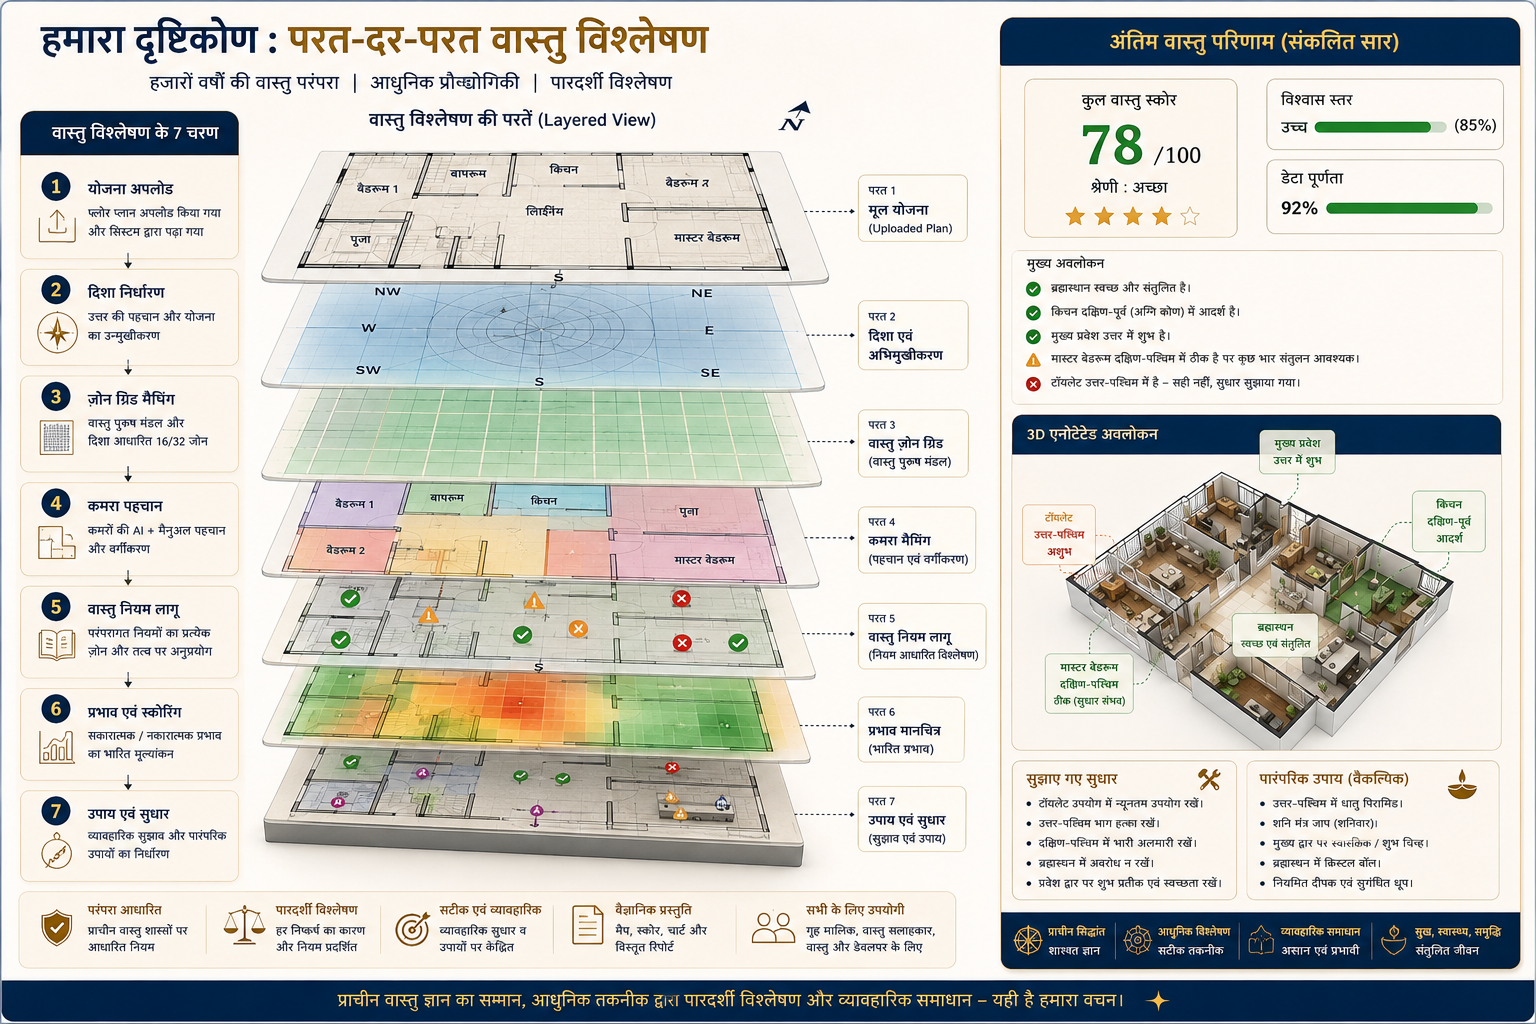 हमारा दृष्टिकोण : परत-दर-परत वास्तु विश्लेषण
हजारों वर्षों की वास्तु परंपरा | आधुनिक प्रौद्योगिकी | पारदर्शी विश्लेषण
वास्तु विश्लेषण के 7 चरण
1
योजना अपलोड
फ्लोर प्लान अपलोड किया गया
और सिस्टम द्वारा पढ़ा गया
2
दिशा निर्धारण
उत्तर की पहचान और योजना
का उन्मुखीकरण
3
ज़ोन ग्रिड मैपिंग
वास्तु पुरुष मंडल और
दिशा आधारित 16/32 जोन
4
कमरा पहचान
कमरों की AI + मैनुअल पहचान
और वर्गीकरण
5
वास्तु नियम लागू
परंपरागत नियमों का प्रत्येक
ज़ोन और तत्व पर अनुप्रयोग
6
प्रभाव एवं स्कोरिंग
सकारात्मक / नकारात्मक प्रभाव
का भारित मूल्यांकन
7
उपाय एवं सुधार
व्यावहारिक सुझाव और पारंपरिक
उपायों का निर्धारण
वास्तु विश्लेषण की परतें (Layered View)
N
बैडरूम 1
बापरूम
किचन
बेडरूम
पूजा
मास्टर बेडरूम
S
NW
NE
W
E
SW
S
SE
बैडरूम 1
बापरूम
किचन
पुना
बेडरूम 2
मास्टर बेडरूम
S
परत 1
मूल योजना
(Uploaded Plan)
परत 2
दिशा एवं
अभिमुखीकरण
परत 3
वास्तु ज़ोन ग्रिड
(वास्तु पुरुष मंडल)
परत 4
कमरा मैपिंग
(पहचान एवं वर्गीकरण)
परत 5
वास्तु नियम लागू
(नियम आधारित विश्लेषण)
परत 6
प्रभाव मानचित्र
(भारित प्रभाव)
परत 7
उपाय एवं सुधार
(सुझाव एवं उपाय)
अंतिम वास्तु परिणाम (संकलित सार)
कुल वास्तु स्कोर
78 /100
श्रेणी : अच्छा
विश्वास स्तर
उच्च (85%)
डेटा पूर्णता
92%
मुख्य अवलोकन
ब्रह्मस्थान स्वच्छ और संतुलित है।
किचन दक्षिण-पूर्व (अग्नि कोण) में आदर्श है।
मुख्य प्रवेश उत्तर में शुभ है।
मास्टर बेडरूम दक्षिण-पश्चिम में ठीक है पर कुछ भार संतुलन आवश्यक।
टॉयलेट उत्तर-पश्चिम में है – सही नहीं, सुधार सुझाया गया।
3D एनोटेटेड अवलोकन
मुख्य प्रवेश
उत्तर में शुभ
टॉयलेट
उत्तर-पश्चिम
अशुभ
किचन
दक्षिण-पूर्व
आदर्श
ब्रह्मस्थन
स्वच्छ एवं संतुलित
मास्टर बेडरूम
दक्षिण-पश्चिम
ठीक (सुधार संभव)
सुझाए गए सुधार
• टॉयलेट उपयोग में न्यूनतम उपयोग रखें।
• उत्तर-पश्चिम भाग हल्का रखें।
• दक्षिण-पश्चिम में भारी अलमारी रखें।
• ब्रह्मस्थन में अवरोध न रखें।
• प्रवेश द्वार पर शुभ प्रतीक एवं स्वच्छता रखें।
पारंपरिक उपाय (वैकल्पिक)
• उत्तर-पश्चिम में धातु पिरामिड।
• शनि मंत्र जाप (शनिवार)।
• मुख्य द्वार पर / शुभ चिन्ह।
• ब्रह्मस्थन में क्रिस्टल बॉल।
• नियमित दीपक एवं सुगंधित धूप।
परंपरा आधारित
प्राचीन वास्तु शास्त्रों पर
आधारित नियम
पारदर्शी विश्लेषण
हर निष्कर्ष का कारण
और नियम प्रदर्शित
सटीक एवं व्यावहारिक
व्यावहारिक सुधार व
उपायों पर केंद्रित
वैज्ञानिक प्रस्तुति
मैप, स्कोर, चार्ट और
विस्तृत रिपोर्ट
सभी के लिए उपयोगी
गृह मालिक, वास्तु सलाहकार,
वास्तु और डेवलपर के लिए
प्राचीन सिद्धांत
शाश्वत ज्ञान
आधुनिक विश्लेषण
सटीक तकनीक
व्यावहारिक समाधान
असान एवं प्रभावी
सुख, स्वास्थ्य, समृद्धि
संतुलित जीवन
प्राचीन वास्तु ज्ञान का सम्मान, आधुनिक तकनीक द्वारा पारदर्शी विश्लेषण और व्यावहारिक समाधान – यही है हमारा वचन।